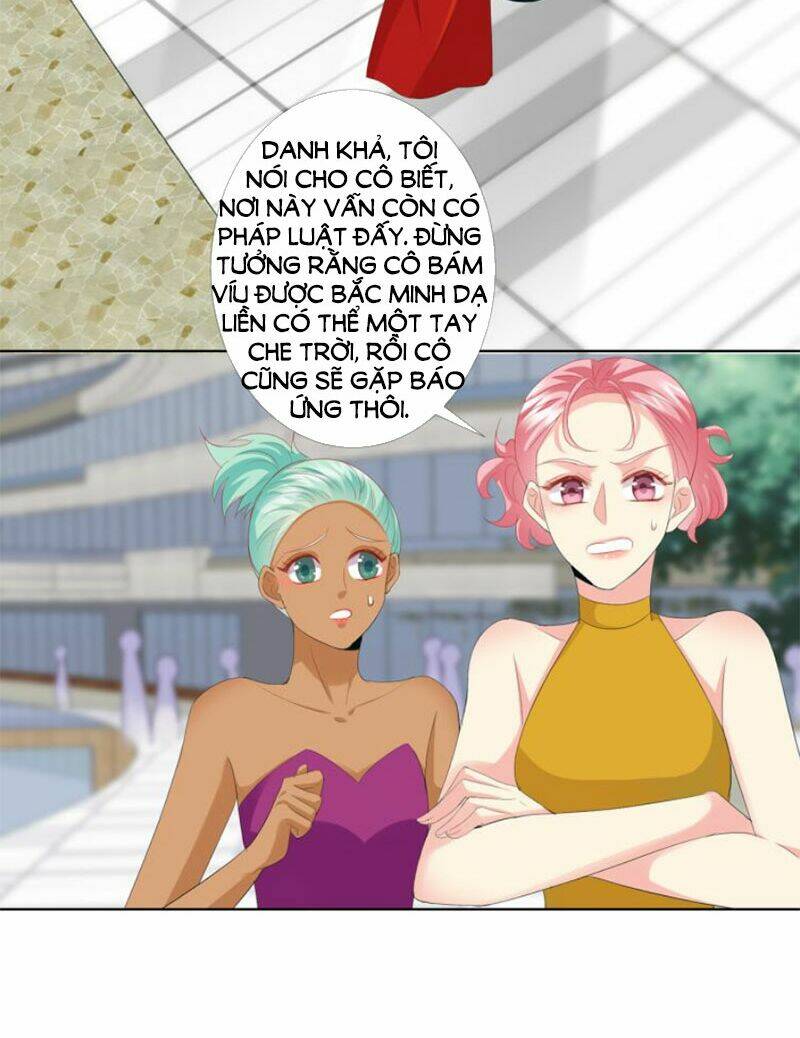 DANH KHẢ, TÔI
NÓI CHO CÔ BIẾT,
NƠI NÀY VẪN CÒN CÓ
PHÁP LUẬT ĐẤY. ĐỪNG
TƯỞNG RẰNG CÔ BÁM
VÍU ĐƯỢC BẮC MINH DẠ
LIỀN CÓ THỂ MỘT TAY
CHE TRỜI, RỒI CÔ
CŨNG SẼ GẶP BÁO
ỨNG THÔI.